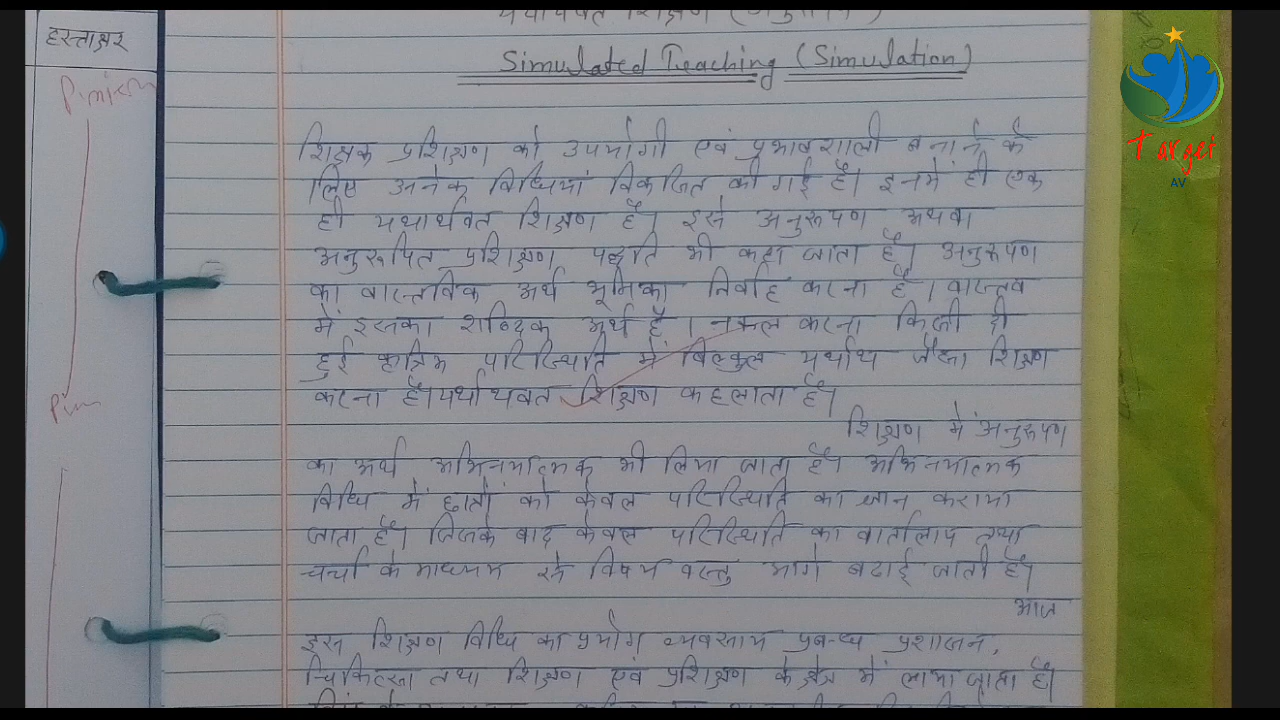 हस्ताक्षर
Simulated Teaching (Simulation)
शिक्षक प्रशिक्षण को उपयोगी एवं प्रभावशाली बनाने के
लिए अनेक विधियां विकसित की गई है। इनमें ही एक
ही यथार्थवत शिक्षण है। इसे अनुरूपण अथवा
अनुरूपित प्रशिक्षण पद्धति भी कहा जाता है। अनुरूपण
का वास्तविक अर्थ भूमिका निर्वाह करना है। वास्तव
में इसका शाब्दिक अर्थ है। नकल करना किसी दी
हुई कृत्रिम परिस्थिति में बिल्कुल यर्थाथ जैसा शिक्षण
करना है। यर्थाथवत शिक्षण कहलाता है।
शिक्षण में अनुरूपण
का अर्थ अभिनयात्मक भी लिया जाता है। अभिनयात्मक
विधि में छात्रों को केवल परिस्थिति का ज्ञान कराया
जाता है। जिसके बाद केवल परिस्थिति का वार्तालाप तथा
चर्चा के माध्यम से विषय वस्तु आगे बढाई जाती है।
आज
इस शिक्षण विधि का प्रयोग व्यवसाय प्रबन्ध प्रशासन,
चिकित्सा तथा शिक्षण एवं प्रशिक्षण के क्षेत्र में लाया जाता है।
Target
AV